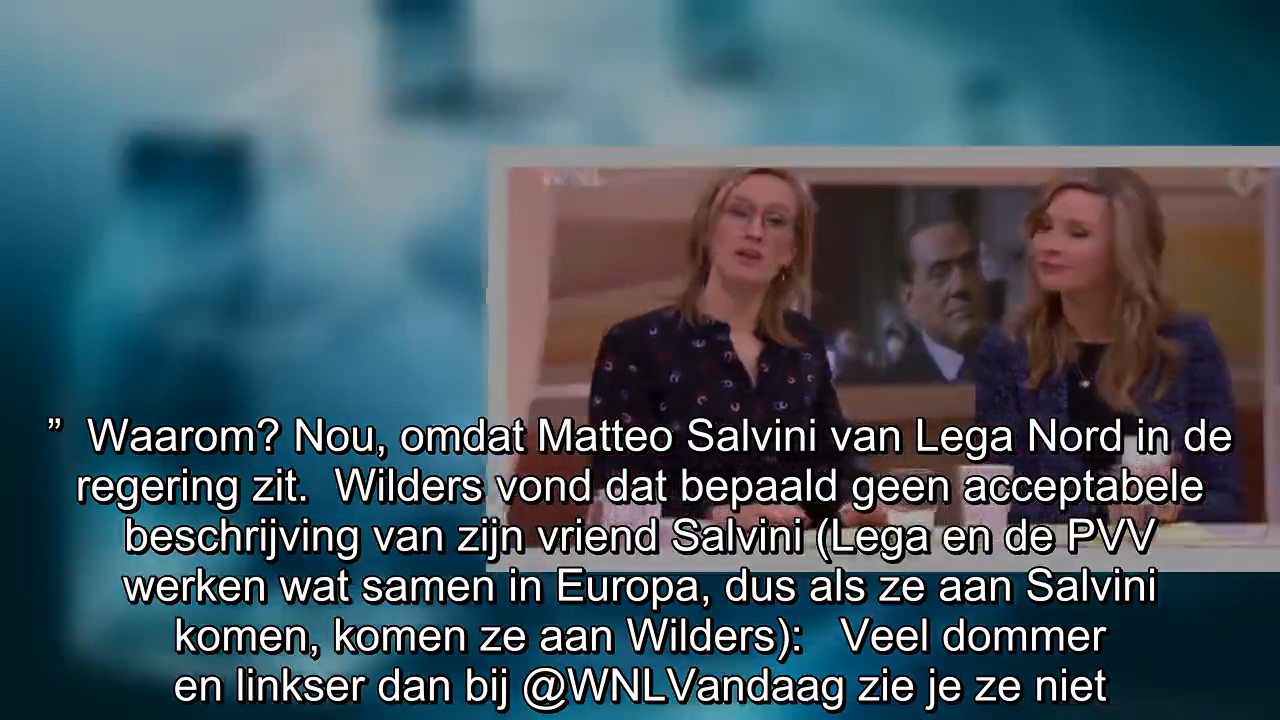 WNL
” Waarom? Nou, omdat Matteo Salvini van Lega Nord in de
regering zit. Wilders vond dat bepaald geen acceptabele
beschrijving van zijn vriend Salvini (Lega en de PVV
werken wat samen in Europa, dus als ze aan Salvini
komen, komen ze aan Wilders): Veel dommer
en linkser dan bij @WNLVandaag zie je ze niet